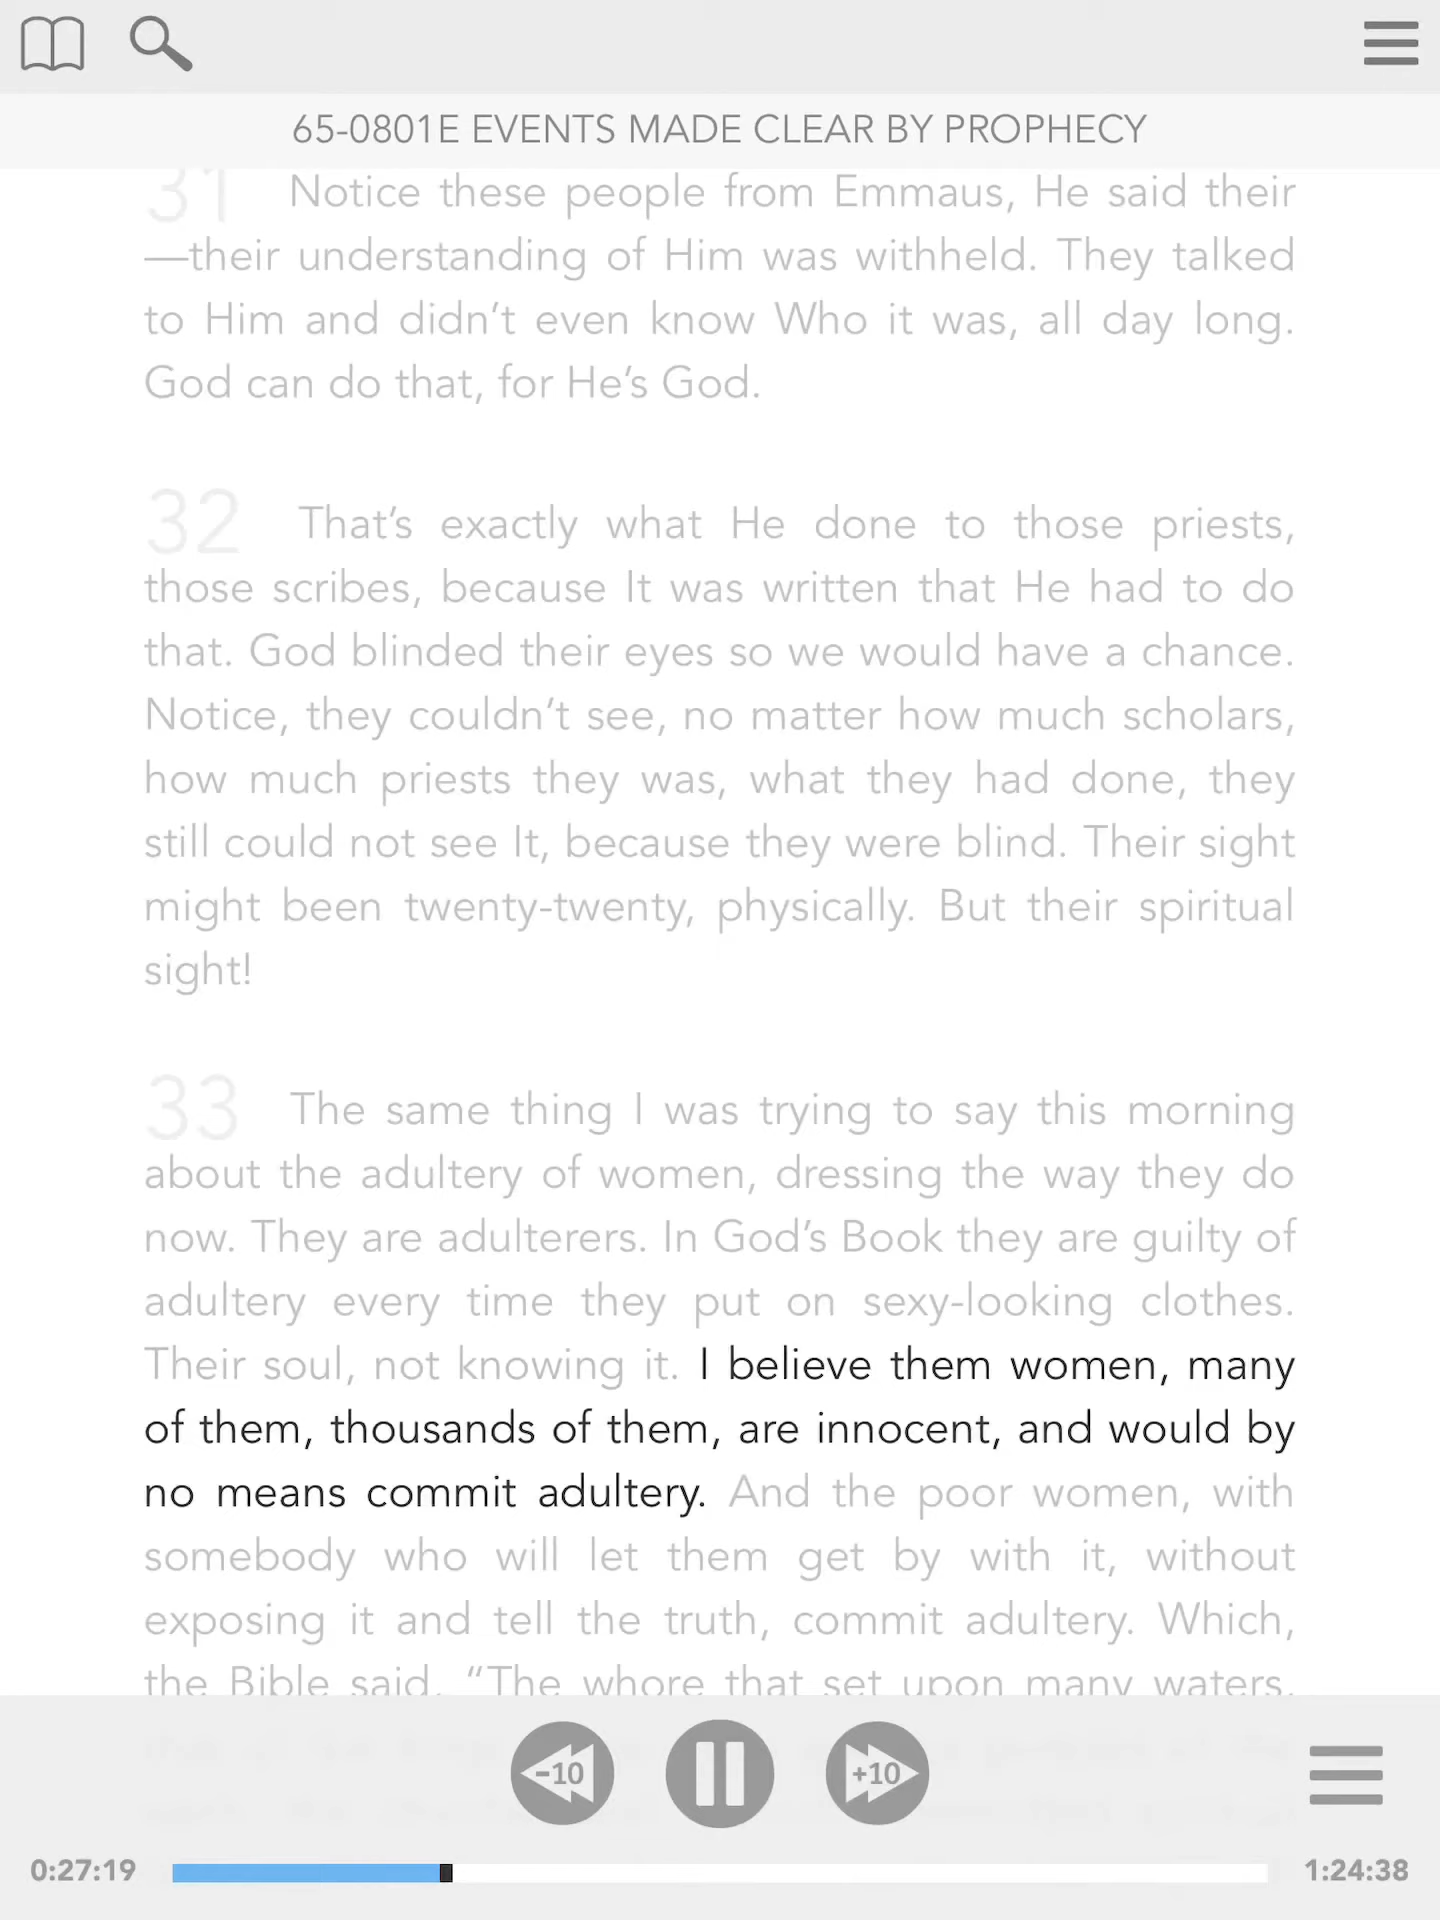 65-0801E EVENTS MADE CLEAR BY PROPHECY
31 Notice these people from Emmaus, He said their
—their understanding of Him was withheld. They talked
to Him and didn’t even know Who it was, all day long.
God can do that, for He’s God.
32 That’s exactly what He done to those priests,
those scribes, because It was written that He had to do
that. God blinded their eyes so we would have a chance.
Notice, they couldn’t see, no matter how much scholars,
how much priests they was, what they had done, they
still could not see It, because they were blind. Their sight
might been twenty-twenty, physically. But their spiritual
sight!
33 The same thing I was trying to say this morning
about the adultery of women, dressing the way they do
now. They are adulterers. In God’s Book they are guilty of
adultery every time they put on sexy-looking clothes.
Their soul, not knowing it. I believe them women, many
of them, thousands of them, are innocent, and would by
no means commit adultery. And the poor women, with
somebody who will let them get by with it, without
exposing it and tell the truth, commit adultery. Which,
the Bible said, “The whore that set upon many waters,
-10 +10
0:27:19 1:24:38